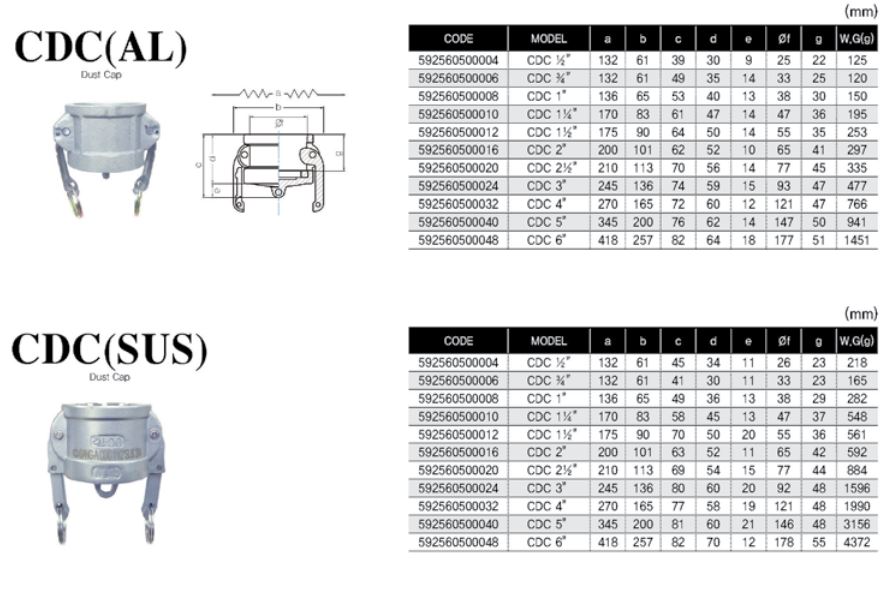 (mm)
CDC(AL)
Dust Cap
a
b
Øf
c
d
e
g
CODE MODEL a b c d e Øf g W.G(g)
592560500004 CDC ½" 132 61 39 30 9 25 22 125
592560500006 CDC ¾" 132 61 49 35 14 33 25 120
592560500008 CDC 1" 136 65 53 40 13 38 30 150
592560500010 CDC 1¼" 170 83 61 47 14 47 36 195
592560500012 CDC 1½" 175 90 64 50 14 55 35 253
592560500016 CDC 2" 200 101 62 52 10 65 41 297
592560500020 CDC 2½" 210 113 70 56 14 77 45 335
592560500024 CDC 3" 245 136 74 59 15 93 47 477
592560500032 CDC 4" 270 165 72 60 12 121 47 766
592560500040 CDC 5" 345 200 76 62 14 147 50 941
592560500048 CDC 6" 418 257 82 64 18 177 51 1451
(mm)
CDC(SUS)
Dust Cap
CODE MODEL a b c d e Øf g W.G(g)
592560500004 CDC ½" 132 61 45 34 11 26 23 218
592560500006 CDC ¾" 132 61 41 30 11 33 23 165
592560500008 CDC 1" 136 65 49 36 13 38 29 282
592560500010 CDC 1¼" 170 83 58 45 13 47 37 548
592560500012 CDC 1½" 175 90 70 50 20 55 36 561
592560500016 CDC 2" 200 101 63 52 11 65 42 592
592560500020 CDC 2½" 210 113 69 54 15 77 44 884
592560500024 CDC 3" 245 136 80 60 20 92 48 1596
592560500032 CDC 4" 270 165 77 58 19 121 48 1990
592560500040 CDC 5" 345 200 81 60 21 146 48 3156
592560500048 CDC 6" 418 257 82 70 12 178 55 4372